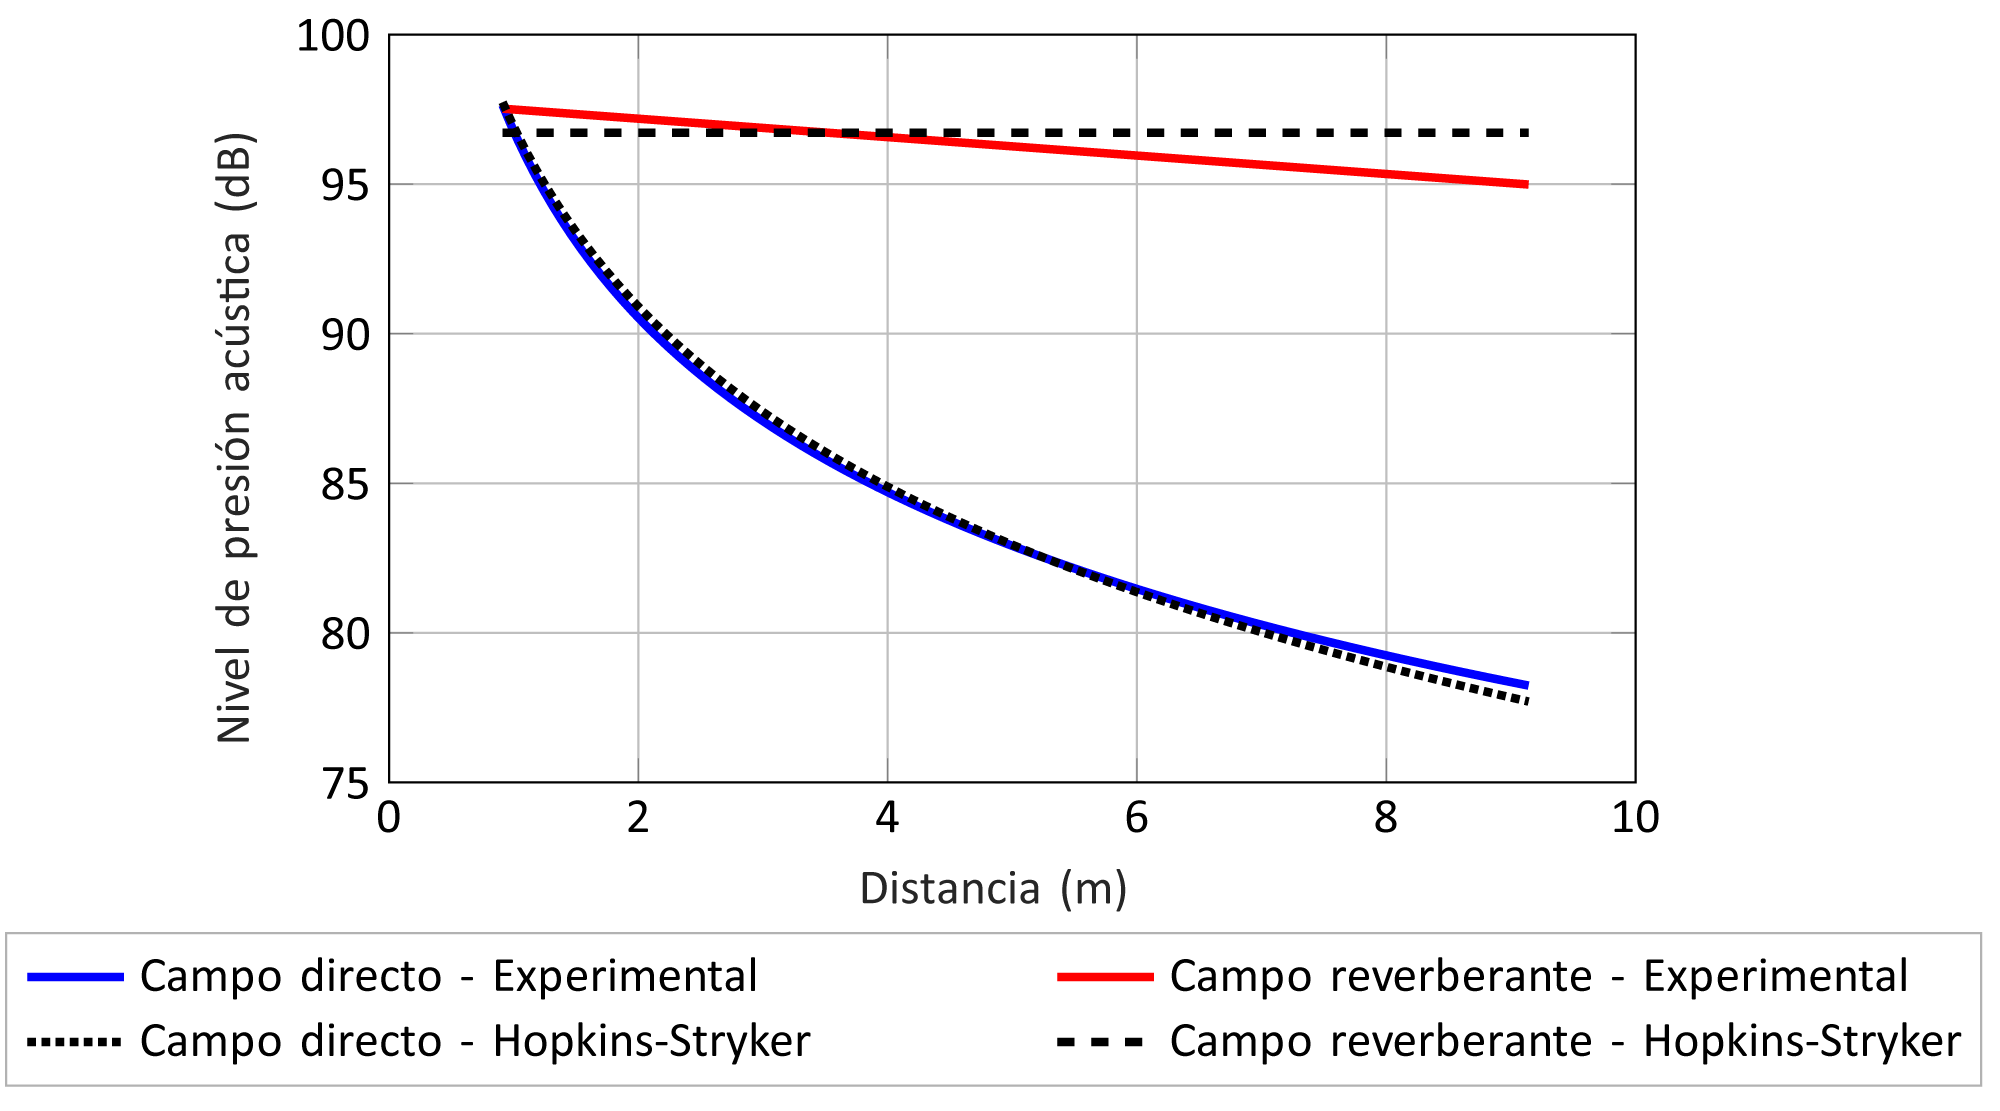 100
95
90
85
80
75
0 2 4 6 8 10
Nivel de presión acústica (dB)
Distancia (m)
Campo directo - Experimental
Campo reverberante - Experimental
Campo directo - Hopkins-Stryker
Campo reverberante - Hopkins-Stryker